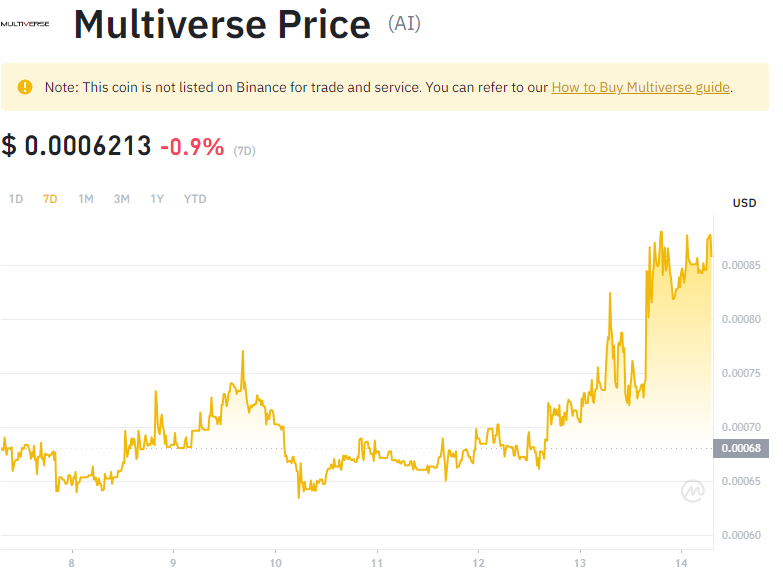 MULTIVERSE
Multiverse Price (AI)
Note: This coin is not listed on Binance for trade and service. You can refer to our How to Buy Multiverse guide.
$ 0.0006213 -0.9% (7D)
1D 7D 1M 3M 1Y YTD
USD
0.00085
0.00080
0.00075
0.00070
0.00068
0.00065
0.00060
8 9 10 11 12 13 14